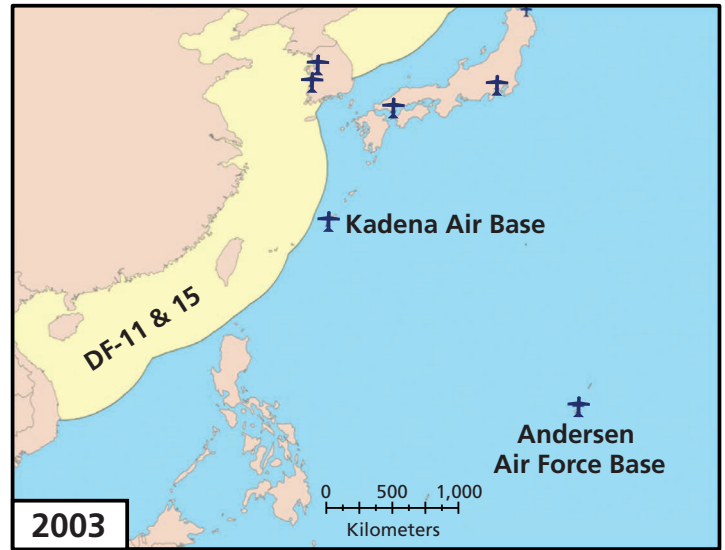 Kadena Air Base
DF-11 & 15
Andersen
Air Force Base
0 500 1,000
Kilometers
2003